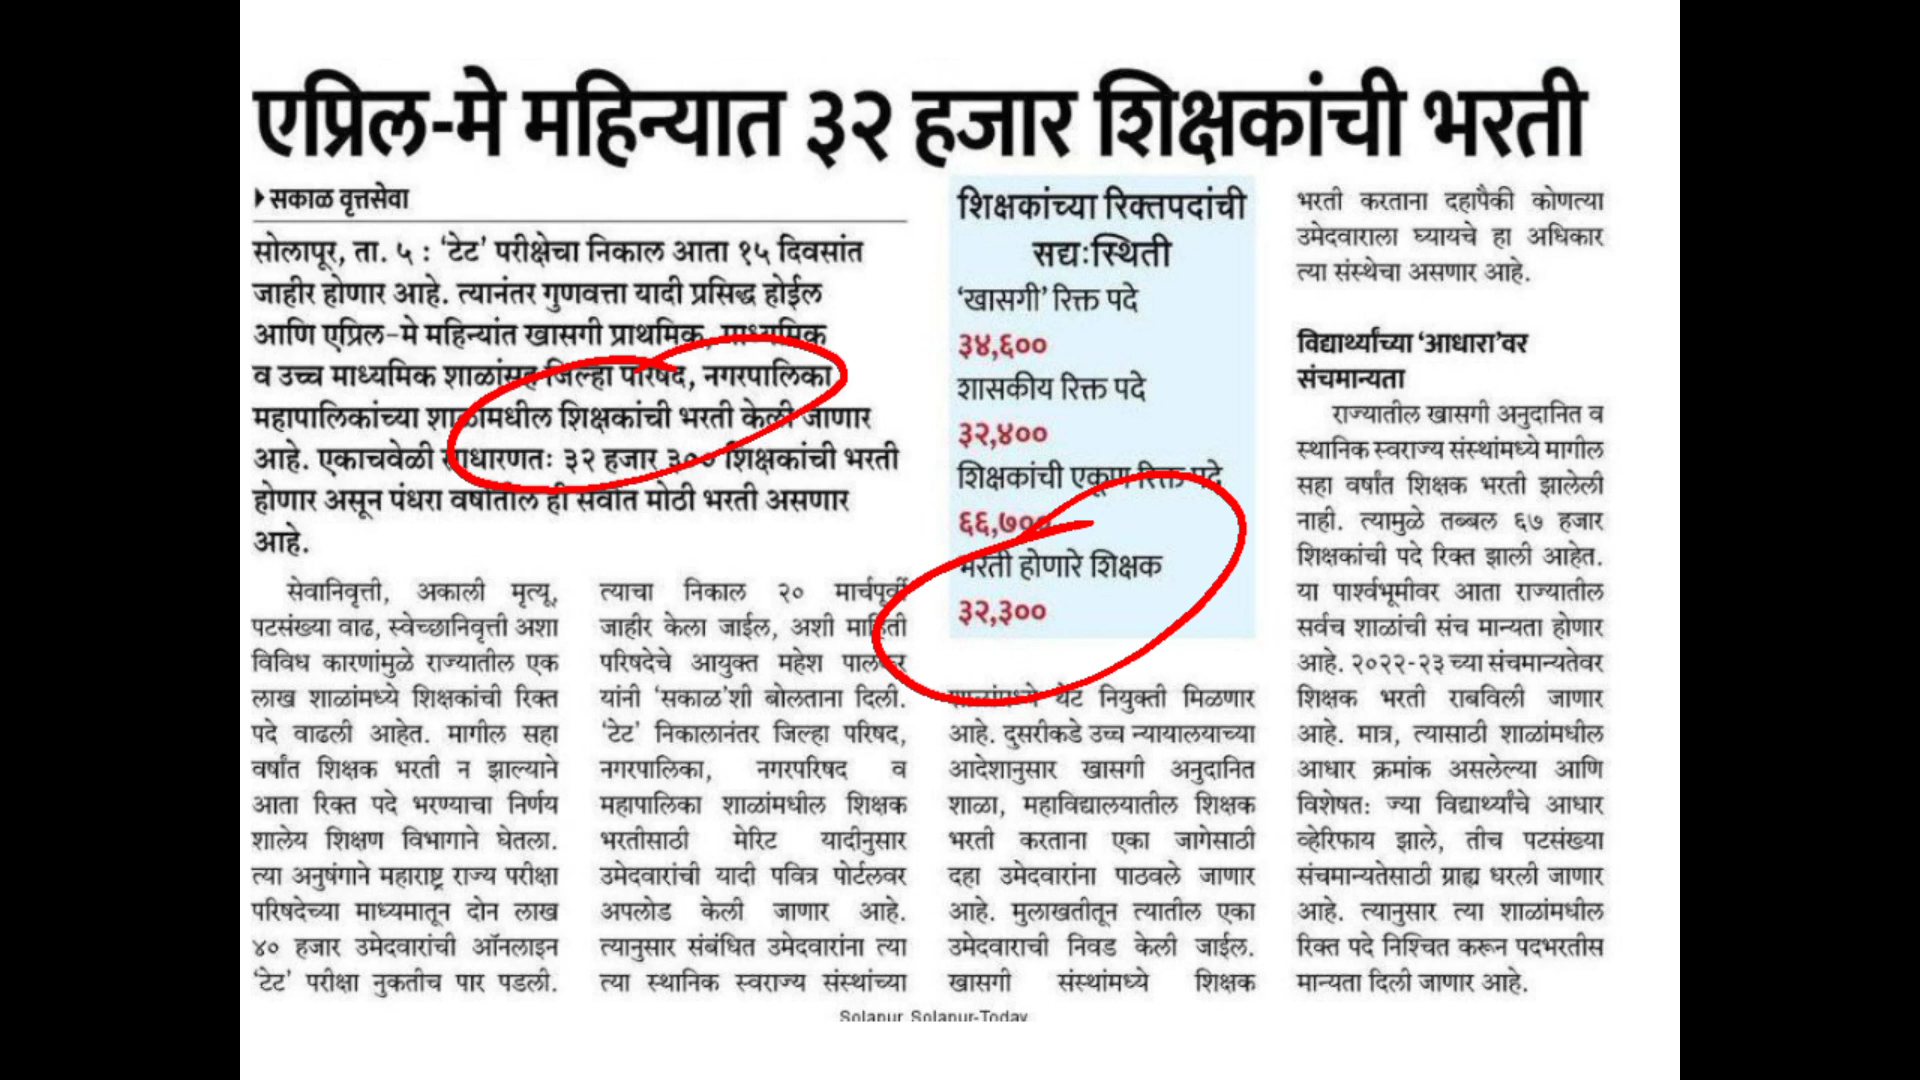 एप्रिल-मे महिन्यात ३२ हजार शिक्षकांची भरती
सकाळ वृत्तसेवा
सोलापूर, ता. ५ : ‘टेट’ परीक्षेचा निकाल आता १५ दिवसांत
जाहीर होणार आहे. त्यानंतर गुणवत्ता यादी प्रसिद्ध होईल
आणि एप्रिल-मे महिन्यांत खासगी प्राथमिक, माध्यमिक
व उच्च माध्यमिक शाळांसह जिल्हा परिषद, नगरपालिका
महापालिकांच्या शाळांमधील शिक्षकांची भरती केली जाणार
आहे. एकाचवेळी साधारणतः ३२ हजार ३०० शिक्षकांची भरती
होणार असून पंधरा वर्षांतील ही सर्वात मोठी भरती असणार
आहे.
सेवानिवृत्ती, अकाली मृत्यू,
पटसंख्या वाढ, स्वेच्छानिवृत्ती अशा
विविध कारणांमुळे राज्यातील एक
लाख शाळांमध्ये शिक्षकांची रिक्त
पदे वाढली आहेत. मागील सहा
वर्षांत शिक्षक भरती न झाल्याने
आता रिक्त पदे भरण्याचा निर्णय
शालेय शिक्षण विभागाने घेतला.
त्या अनुषंगाने महाराष्ट्र राज्य परीक्षा
परिषदेच्या माध्यमातून दोन लाख
४० हजार उमेदवारांची ऑनलाइन
‘टेट’ परीक्षा नुकतीच पार पडली.
त्याचा निकाल २० मार्चपूर्वी
जाहीर केला जाईल, अशी माहिती
परिषदेचे आयुक्त महेश पालकर
यांनी ‘सकाळ’शी बोलताना दिली.
‘टेट’ निकालानंतर जिल्हा परिषद,
नगरपालिका, नगरपरिषद व
महापालिका शाळांमधील शिक्षक
भरतीसाठी मेरिट यादीनुसार
उमेदवारांची यादी पवित्र पोर्टलवर
अपलोड केली जाणार आहे.
त्यानुसार संबंधित उमेदवारांना त्या
त्या स्थानिक स्वराज्य संस्थांच्या
शिक्षकांच्या रिक्तपदांची
सद्यःस्थिती
‘खासगी’ रिक्त पदे
३४,६००
शासकीय रिक्त पदे
३२,४००
शिक्षकांची एकूण रिक्त पदे
६६,७००
भरती होणारे शिक्षक
३२,३००
शाळांमध्ये थेट नियुक्ती मिळणार
आहे. दुसरीकडे उच्च न्यायालयाच्या
आदेशानुसार खासगी अनुदानित
शाळा, महाविद्यालयातील शिक्षक
भरती करताना एका जागेसाठी
दहा उमेदवारांना पाठवले जाणार
आहे. मुलाखतीतून त्यातील एका
उमेदवाराची निवड केली जाईल.
खासगी संस्थांमध्ये शिक्षक
भरती करताना दहापैकी कोणत्या
उमेदवाराला घ्यायचे हा अधिकार
त्या संस्थेचा असणार आहे.
विद्यार्थ्यांच्या ‘आधारा’वर
संचमान्यता
राज्यातील खासगी अनुदानित व
स्थानिक स्वराज्य संस्थांमध्ये मागील
सहा वर्षांत शिक्षक भरती झालेली
नाही. त्यामुळे तब्बल ६७ हजार
शिक्षकांची पदे रिक्त झाली आहेत.
या पार्श्वभूमीवर आता राज्यातील
सर्वच शाळांची संच मान्यता होणार
आहे. २०२२-२३ च्या संचमान्यतेवर
शिक्षक भरती राबविली जाणार
आहे. मात्र, त्यासाठी शाळांमधील
आधार क्रमांक असलेल्या आणि
विशेषत: ज्या विद्यार्थ्यांचे आधार
व्हेरिफाय झाले, तीच पटसंख्या
संचमान्यतेसाठी ग्राह्य धरली जाणार
आहे. त्यानुसार त्या शाळांमधील
रिक्त पदे निश्चित करून पदभरतीस
मान्यता दिली जाणार आहे.
Solapur, Solapur-Today